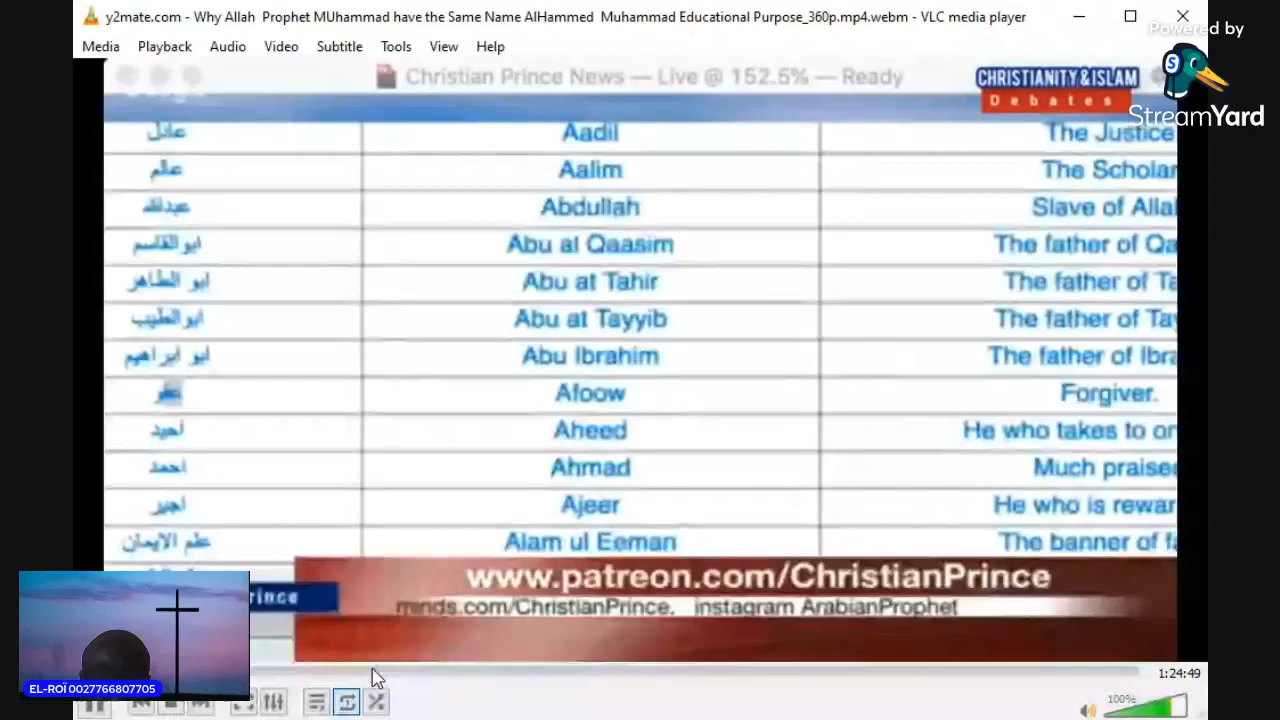 y2mate.com - Why Allah Prophet MUhammad have the Same Name AlHammed Muhammad Educational Purpose_360p.mp4.webm - VLC media player
Powered by
StreamYard
Media Playback Audio Video Subtitle Tools View Help
Christian Prince News — Live @ 152.5% — Ready
CHRISTIANITY & ISLAM
Debates
عادل Aadil The Justice
عالم Aalim The Scholar
عبدالله Abdullah Slave of Alla
ابوالقاسم Abu al Qaasim The father of Qa
ابو الطاهر Abu at Tahir The father of Ta
ابوالطيب Abu at Tayyib The father of Tay
ابو ابراهيم Abu Ibrahim The father of Ibra
عفو Afoow Forgiver.
احيد Aheed He who takes to or
احمد Ahmad Much praise
اجير Ajeer He who is rewar
علم الايمان Alam ul Eeman The banner of fa
www.patreon.com/ChristianPrince
rince
minds.com/ChristianPrince, instagram ArabianProphet
1:24:49
EL-ROÏ 0027766807705
100%